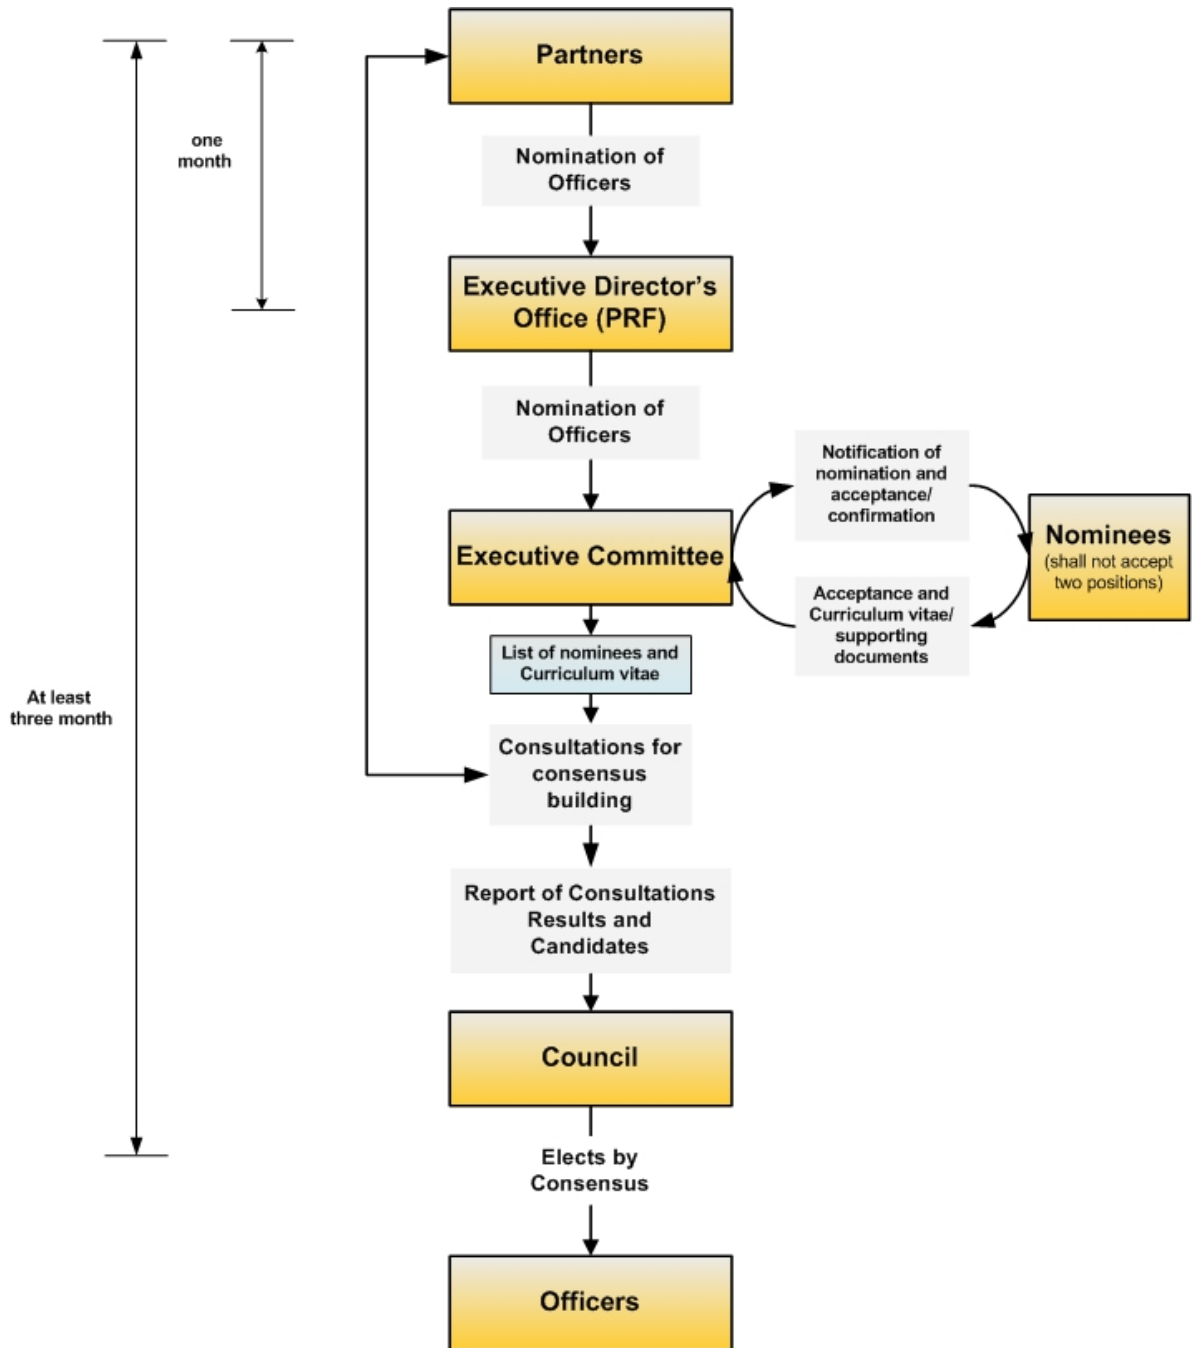 Partners
one
month
Nomination of
Officers
Executive Director's
Office (PRF)
Nomination of
Officers
Notification of
nomination and
acceptance/
confirmation
Executive Committee
Nominees
(shall not accept
two positions)
Acceptance and
Curriculum vitae/
supporting
documents
List of nominees and
Curriculum vitae
At least
three month
Consultations for
consensus
building
Report of Consultations
Results and
Candidates
Council
Elects by
Consensus
Officers